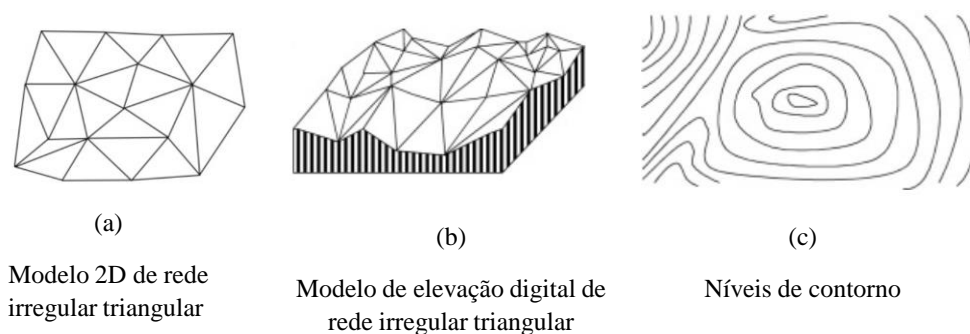 (a)
Modelo 2D de rede
irregular triangular
(b)
Modelo de elevação digital de
rede irregular triangular
(c)
Níveis de contorno